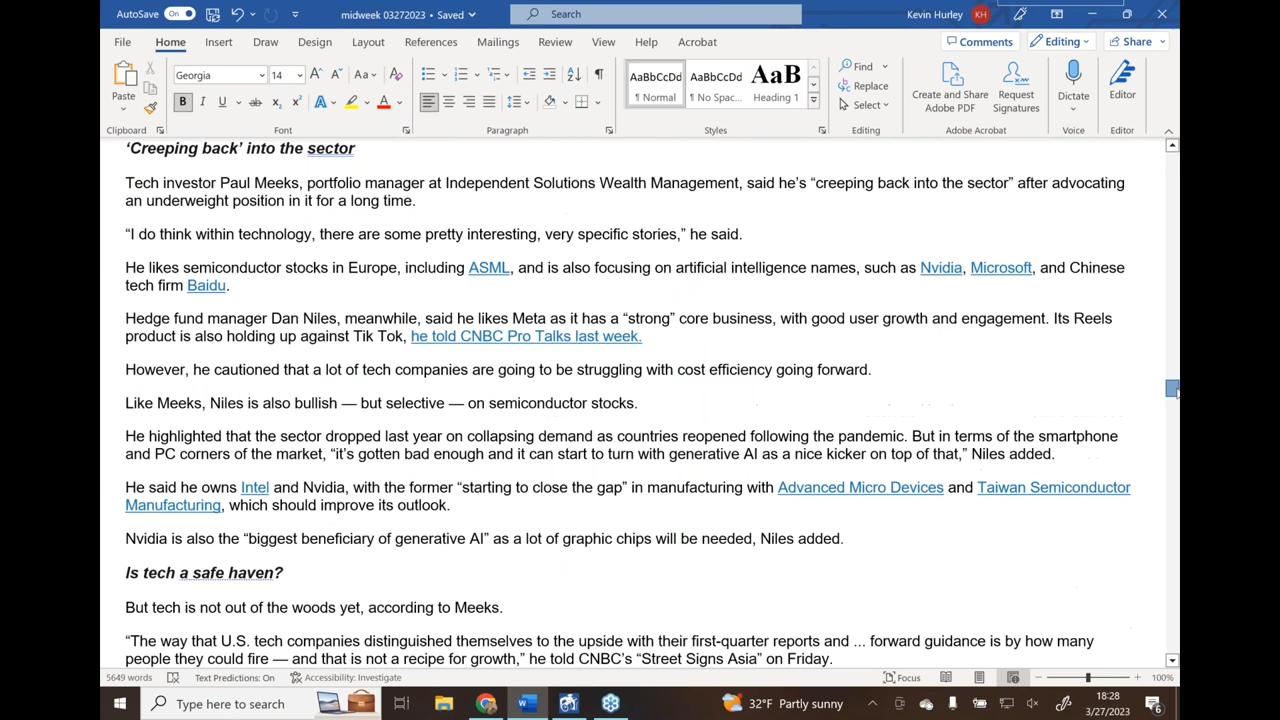 AutoSave On midweek 03272023 • Saved Search Kevin Hurley KH
File Home Insert Draw Design Layout References Mailings Review View Help Acrobat Comments Editing Share
Georgia 14 Aa AaBbCcDd AaBbCcDd AaB Find
Paste B I U ab x₂ x² A A ¶ Normal ¶ No Spac... Heading 1 Replace Create and Share Request Dictate Editor
Select Adobe PDF Signatures
Clipboard Font Paragraph Styles Editing Adobe Acrobat Voice Editor
‘Creeping back’ into the sector
Tech investor Paul Meeks, portfolio manager at Independent Solutions Wealth Management, said he’s “creeping back into the sector” after advocating
an underweight position in it for a long time.
“I do think within technology, there are some pretty interesting, very specific stories,” he said.
He likes semiconductor stocks in Europe, including ASML, and is also focusing on artificial intelligence names, such as Nvidia, Microsoft, and Chinese
tech firm Baidu.
Hedge fund manager Dan Niles, meanwhile, said he likes Meta as it has a “strong” core business, with good user growth and engagement. Its Reels
product is also holding up against Tik Tok, he told CNBC Pro Talks last week.
However, he cautioned that a lot of tech companies are going to be struggling with cost efficiency going forward.
Like Meeks, Niles is also bullish — but selective — on semiconductor stocks.
He highlighted that the sector dropped last year on collapsing demand as countries reopened following the pandemic. But in terms of the smartphone
and PC corners of the market, “it’s gotten bad enough and it can start to turn with generative AI as a nice kicker on top of that,” Niles added.
He said he owns Intel and Nvidia, with the former “starting to close the gap” in manufacturing with Advanced Micro Devices and Taiwan Semiconductor
Manufacturing, which should improve its outlook.
Nvidia is also the “biggest beneficiary of generative AI” as a lot of graphic chips will be needed, Niles added.
Is tech a safe haven?
But tech is not out of the woods yet, according to Meeks.
“The way that U.S. tech companies distinguished themselves to the upside with their first-quarter reports and ... forward guidance is by how many
people they could fire — and that is not a recipe for growth,” he told CNBC’s “Street Signs Asia” on Friday.
5649 words Text Predictions: On Accessibility: Investigate Focus 100%
Type here to search 32°F Partly sunny 18:28
3/27/2023 6